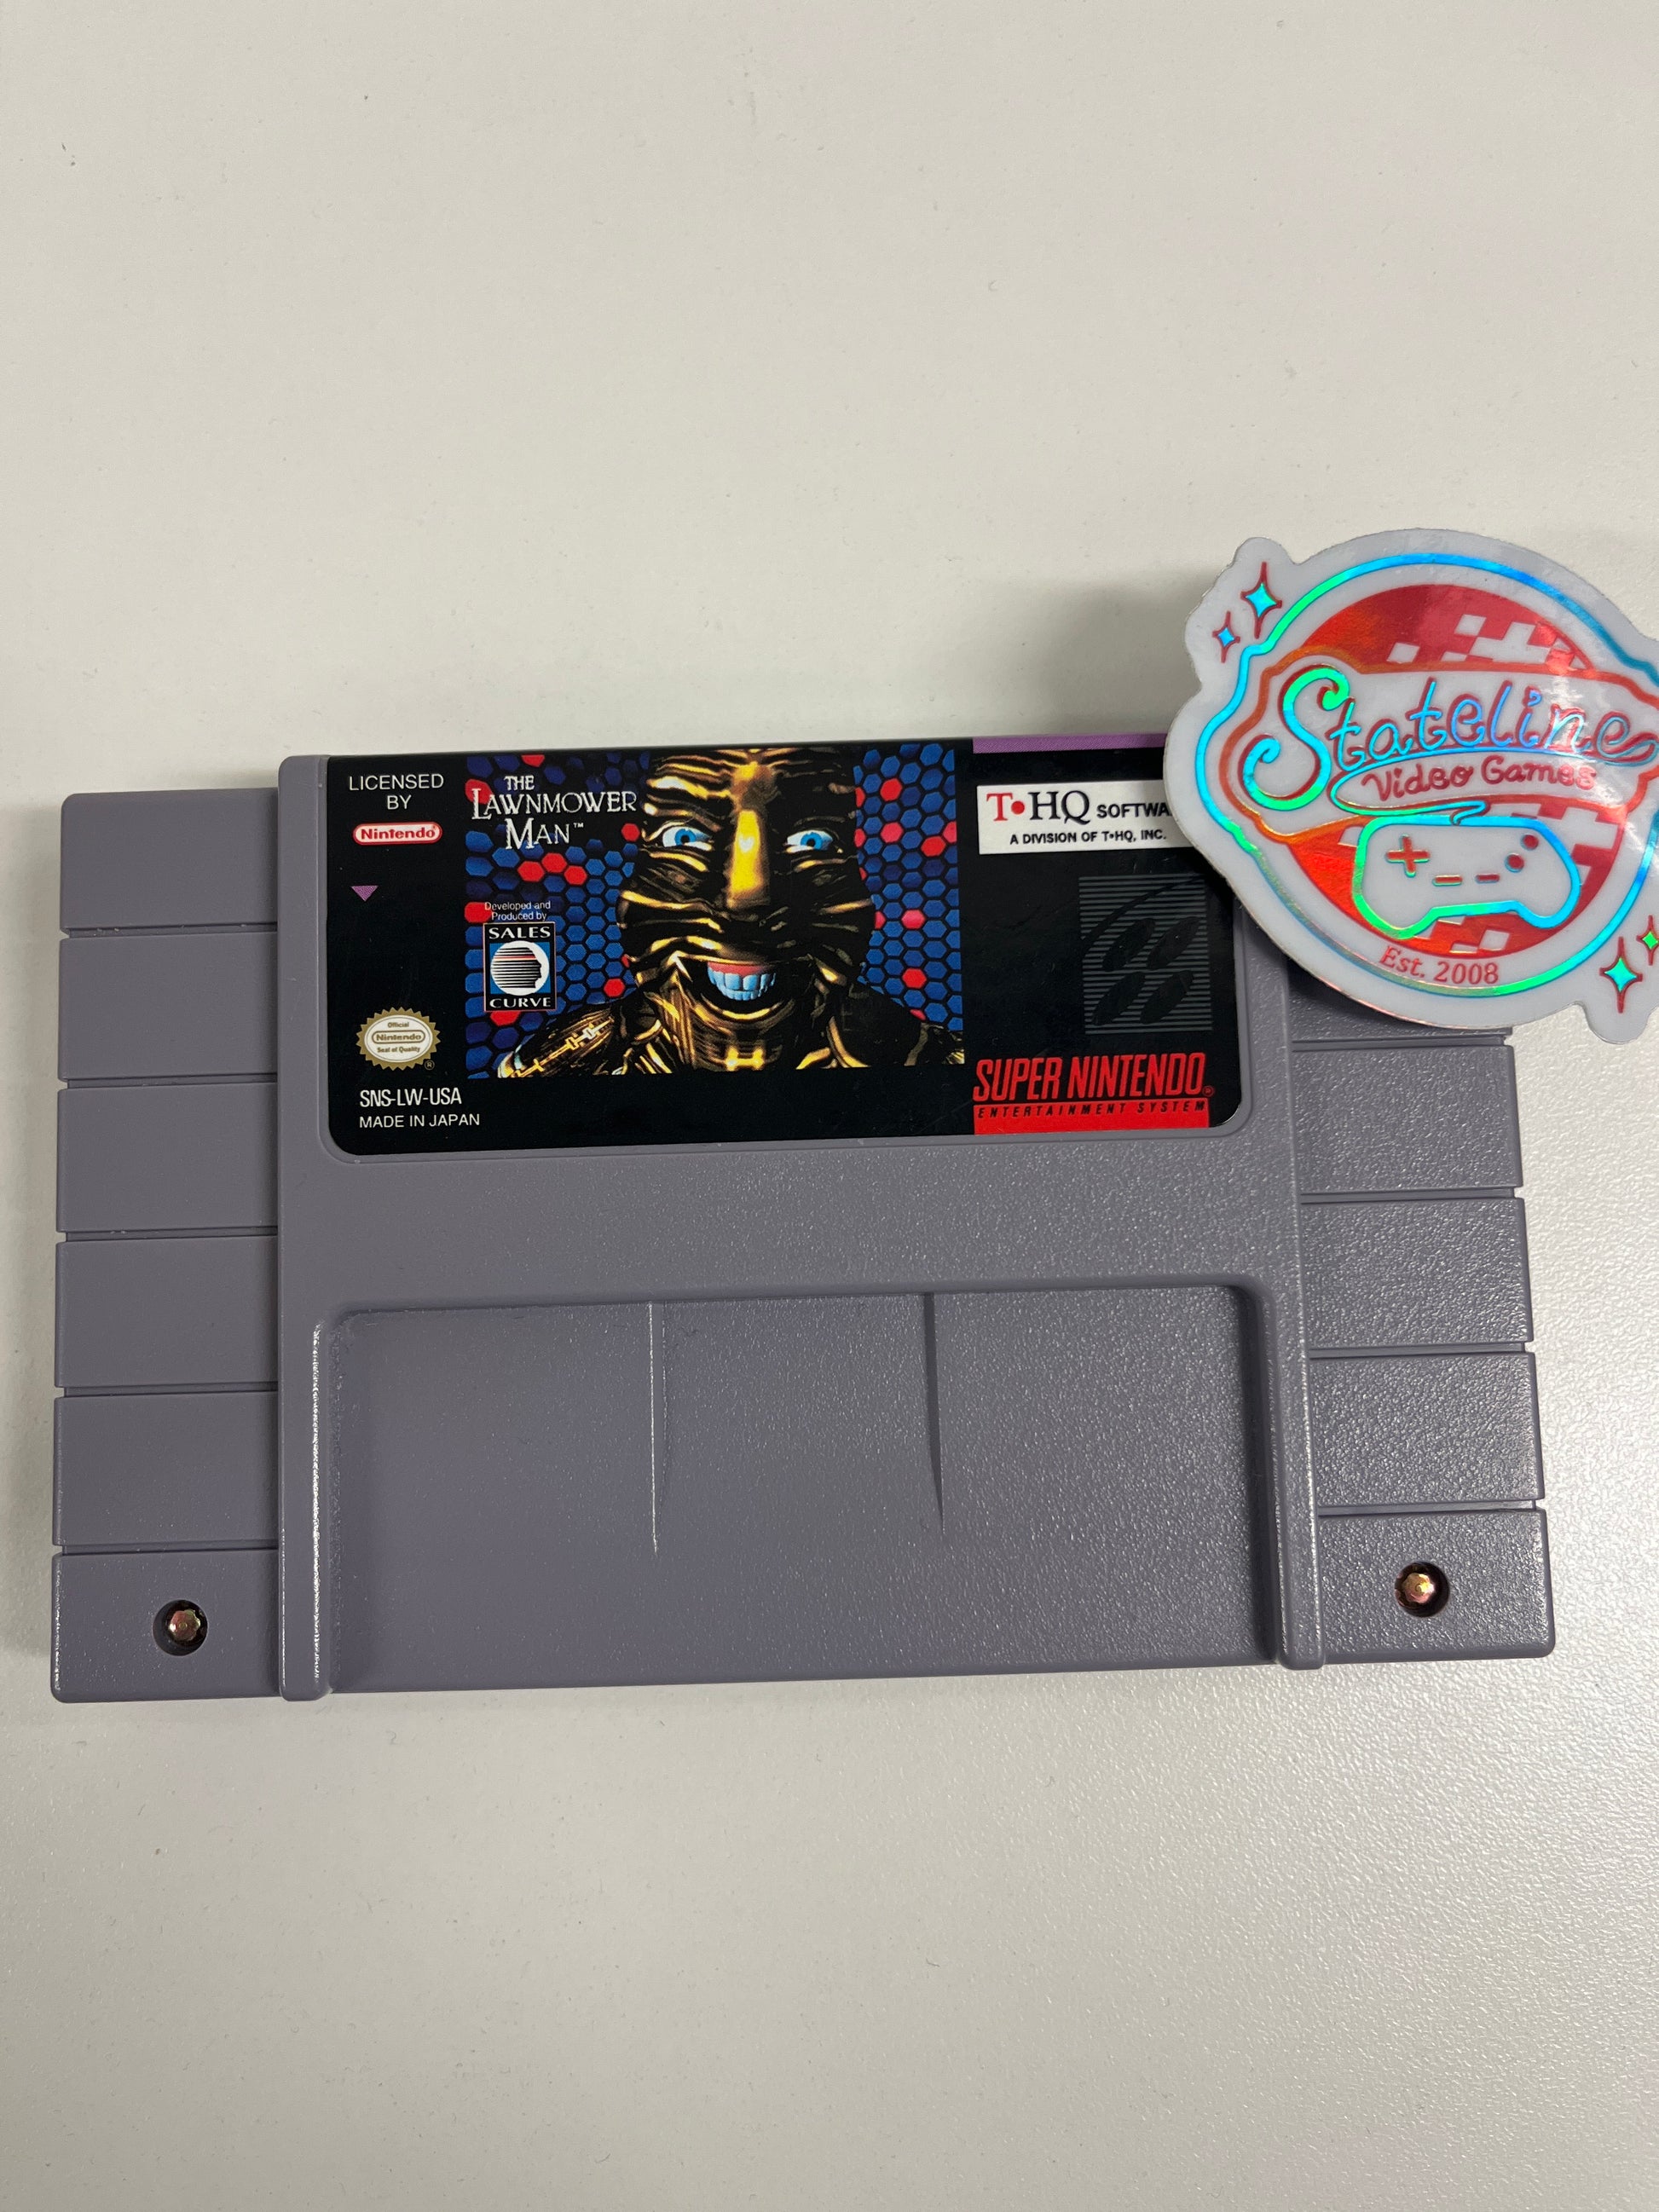 LICENSED
BY
Nintendo
THE
LAWNMOWER
MAN™
Developed and
Produced by
SALES
CURVE
Official
Nintendo
Seal of Quality
®
SNS-LW-USA
MADE IN JAPAN
T•HQ SOFTWA
A DIVISION OF T•HQ, INC.
SUPER NINTENDO®
ENTERTAINMENT SYSTEM
Stateline
Video Games
Est. 2008